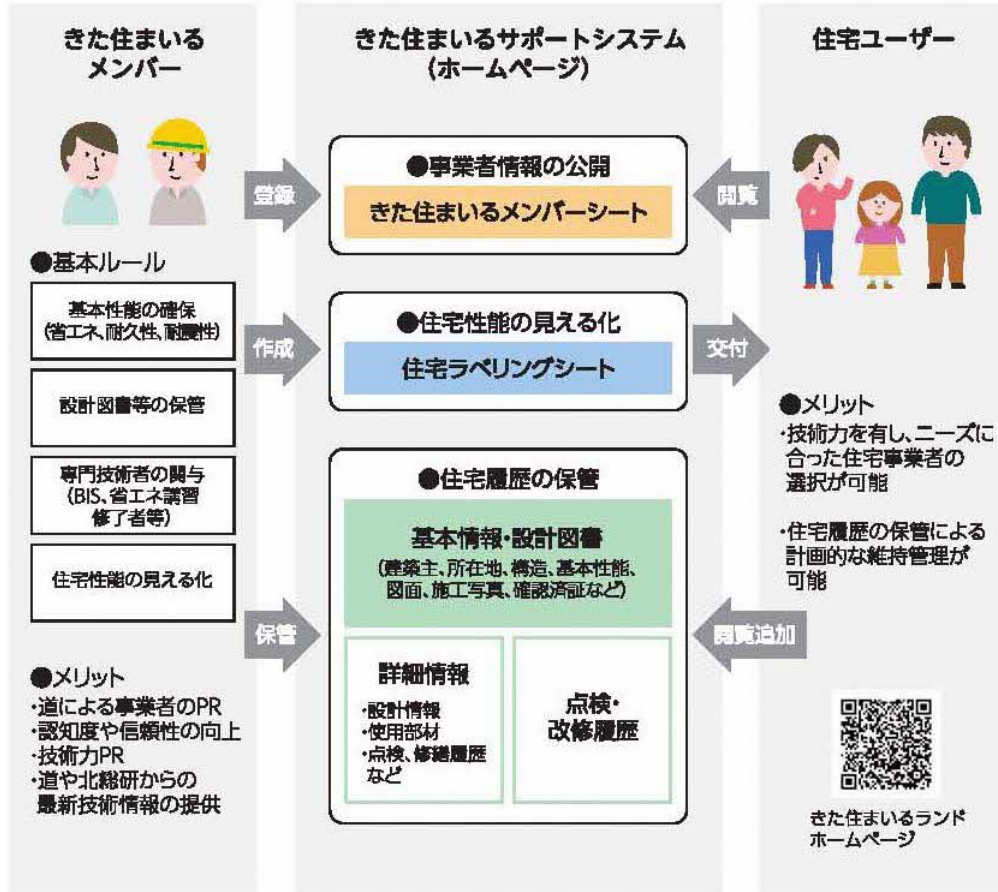 きた住まいる
メンバー
きた住まいるサポートシステム
(ホームページ)
住宅ユーザー
登録
●事業者情報の公開
きた住まいるメンバーシート
閲覧
●基本ルール
基本性能の確保
(省エネ、耐久性、耐震性)
設計図書等の保管
専門技術者の関与
(BIS、省エネ講習
修了者等)
住宅性能の見える化
作成
●住宅性能の見える化
住宅ラベリングシート
交付
保管
●住宅履歴の保管
基本情報・設計図書
(建築主、所在地、構造、基本性能、
図面、施工写真、確認済証など)
詳細情報
・設計情報
・使用部材
・点検、修繕履歴
など
点検・
改修履歴
閲覧追加
●メリット
・道による事業者のPR
・認知度や信頼性の向上
・技術力PR
・道や北総研からの
最新技術情報の提供
●メリット
・技術力を有し、ニーズに
合った住宅事業者の
選択が可能
・住宅履歴の保管による
計画的な維持管理が
可能
きた住まいるランド
ホームページ